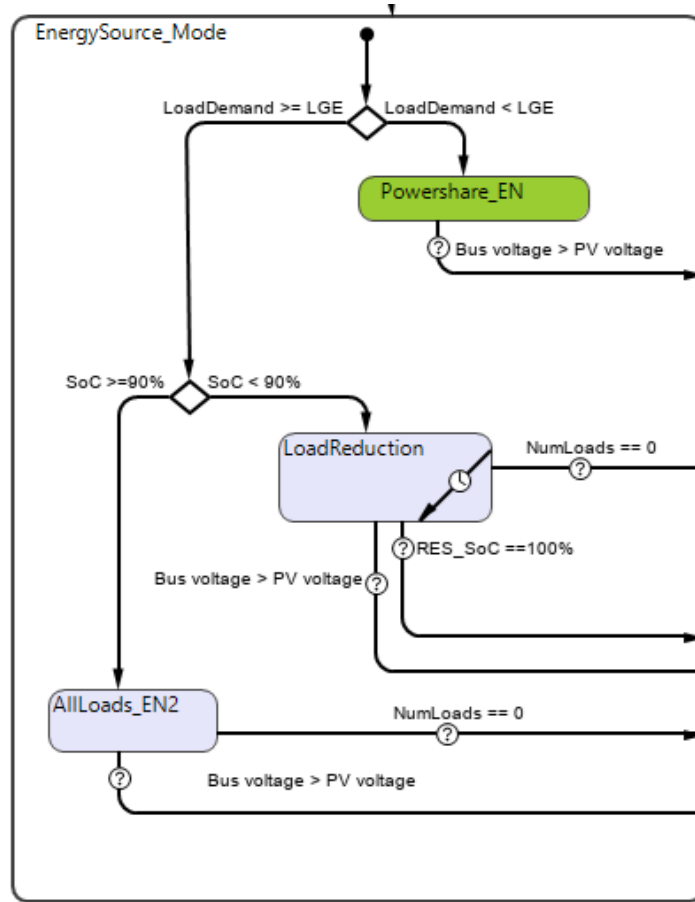 EnergySource_Mode
LoadDemand >= LGE
LoadDemand < LGE
Powershare_EN
? Bus voltage > PV voltage
SoC >=90%
SoC < 90%
LoadReduction
NumLoads == 0
?
? RES_SoC ==100%
Bus voltage > PV voltage ?
AllLoads_EN2
NumLoads == 0
?
? Bus voltage > PV voltage